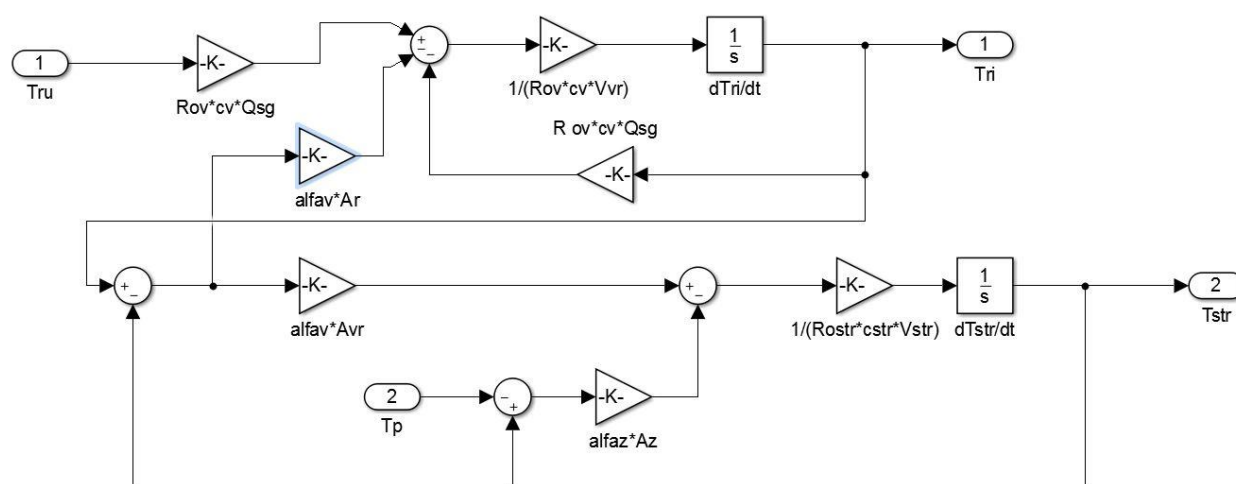 1
Tru
-K-
Rov*cv*Qsg
+
−
−
-K-
1/(Rov*cv*Vvr)
1
s
dTri/dt
1
Tri
R ov*cv*Qsg
-K-
-K-
alfav*Ar
+
−
-K-
alfav*Avr
+
−
-K-
1/(Rostr*cstr*Vstr)
1
s
dTstr/dt
2
Tstr
2
Tp
−
+
-K-
alfaz*Az